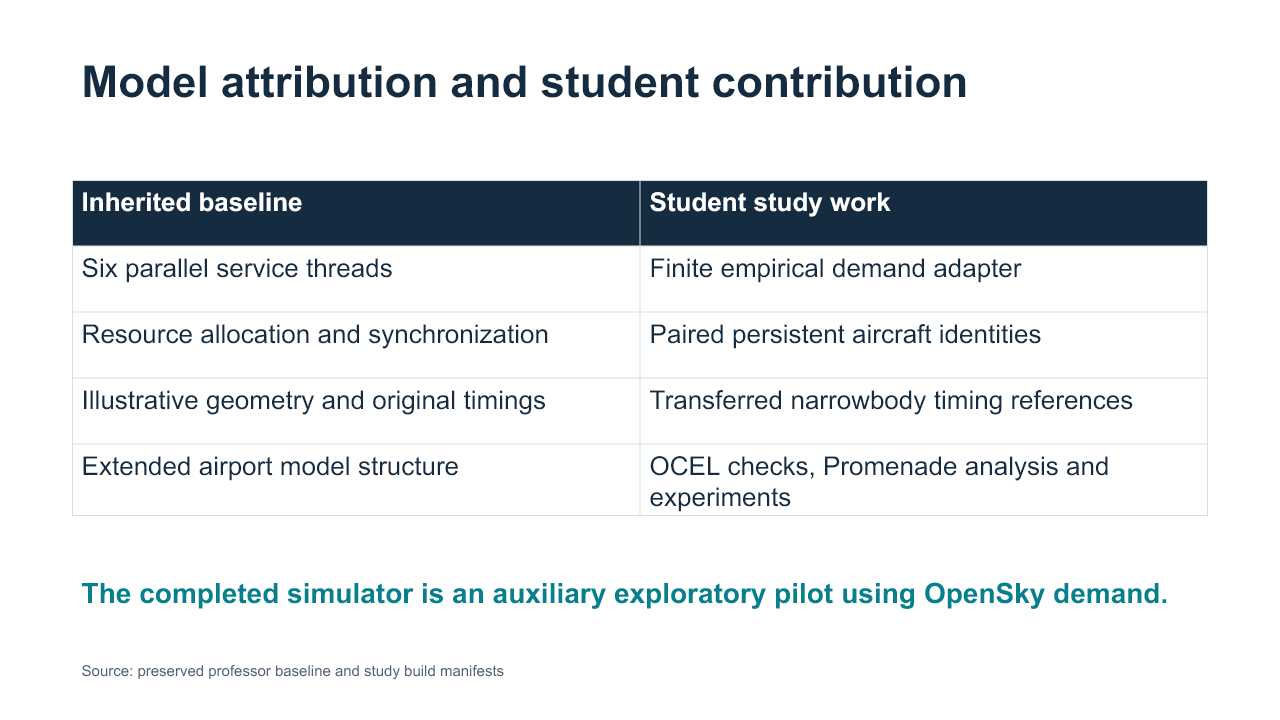 Model attribution and student contribution
Inherited baseline
Student study work
Six parallel service threads
Finite empirical demand adapter
Resource allocation and synchronization
Paired persistent aircraft identities
Illustrative geometry and original timings
Transferred narrowbody timing references
Extended airport model structure
OCEL checks, Promenade analysis and
experiments
The completed simulator is an auxiliary exploratory pilot using OpenSky demand.
Source: preserved professor baseline and study build manifests